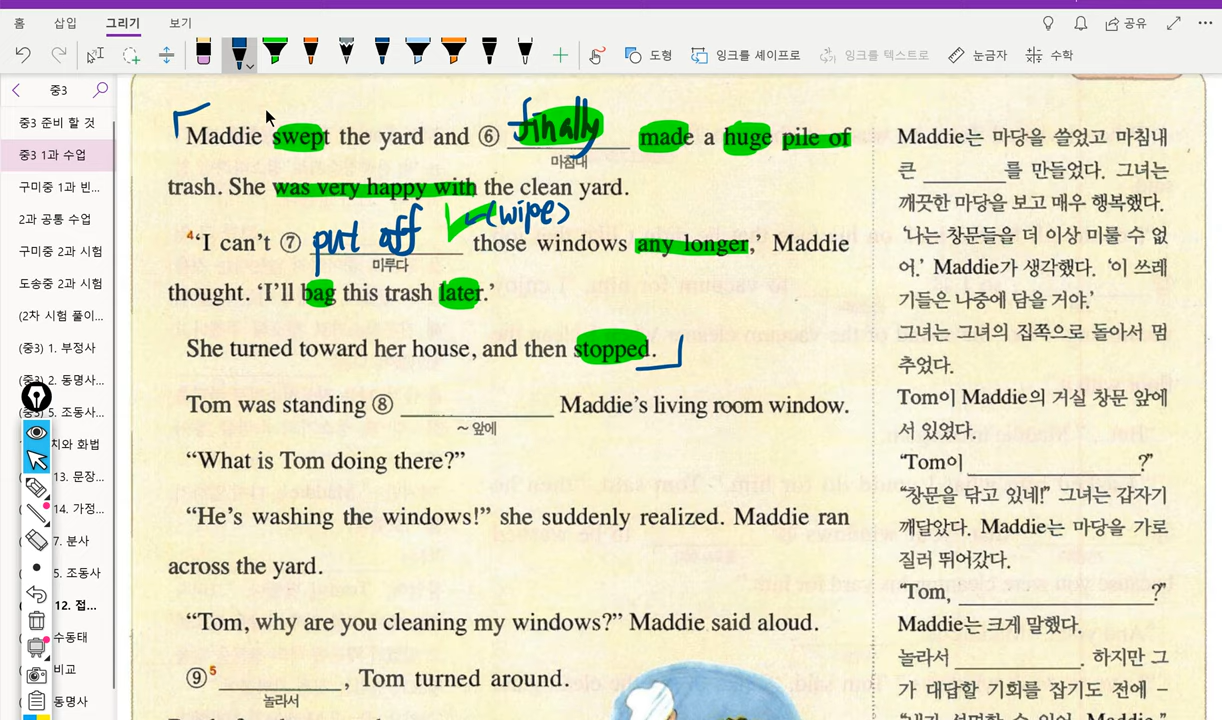 홈 삽입 그리기 보기
공유
도형 잉크를 셰이프로 잉크를 텍스트로 눈금자 수학
중3
중3 준비 할 것
중3 1과 수업
구미중 1과 빈...
2과 공통 수업
구미중 2과 시험
도송중 2과 시험
(2차 시험 풀이...
(중3) 1. 부정사
(중3) 2. 동명사...
(중3) 5. 조동사...
치와 화법
13. 문장...
14. 가정...
7. 분사
5. 조동사
12. 접...
수동태
비교
동명사
Maddie swept the yard and ⑥ finally made a huge pile of
마침내
trash. She was very happy with the clean yard.
(wipe)
4. 'I can't ⑦ put off those windows any longer,' Maddie
미루다
thought. 'I'll bag this trash later.'
She turned toward her house, and then stopped.
Tom was standing ⑧ ____________ Maddie's living room window.
~ 앞에
"What is Tom doing there?"
"He's washing the windows!" she suddenly realized. Maddie ran
across the yard.
"Tom, why are you cleaning my windows?" Maddie said aloud.
⑨5 ____________, Tom turned around.
놀라서
Maddie는 마당을 쓸었고 마침내
큰 ________를 만들었다. 그녀는
깨끗한 마당을 보고 매우 행복했다.
'나는 창문들을 더 이상 미룰 수 없
어.' Maddie가 생각했다. '이 쓰레
기들은 나중에 담을 거야.'
그녀는 그녀의 집쪽으로 돌아서 멈
추었다.
Tom이 Maddie의 거실 창문 앞에
서 있었다.
"Tom이 ________________?"
"창문을 닦고 있네!" 그녀는 갑자기
깨달았다. Maddie는 마당을 가로
질러 뛰어갔다.
"Tom, ________________?"
Maddie는 크게 말했다.
놀라서 ____________. 하지만 그
가 대답할 기회를 잡기도 전에 –